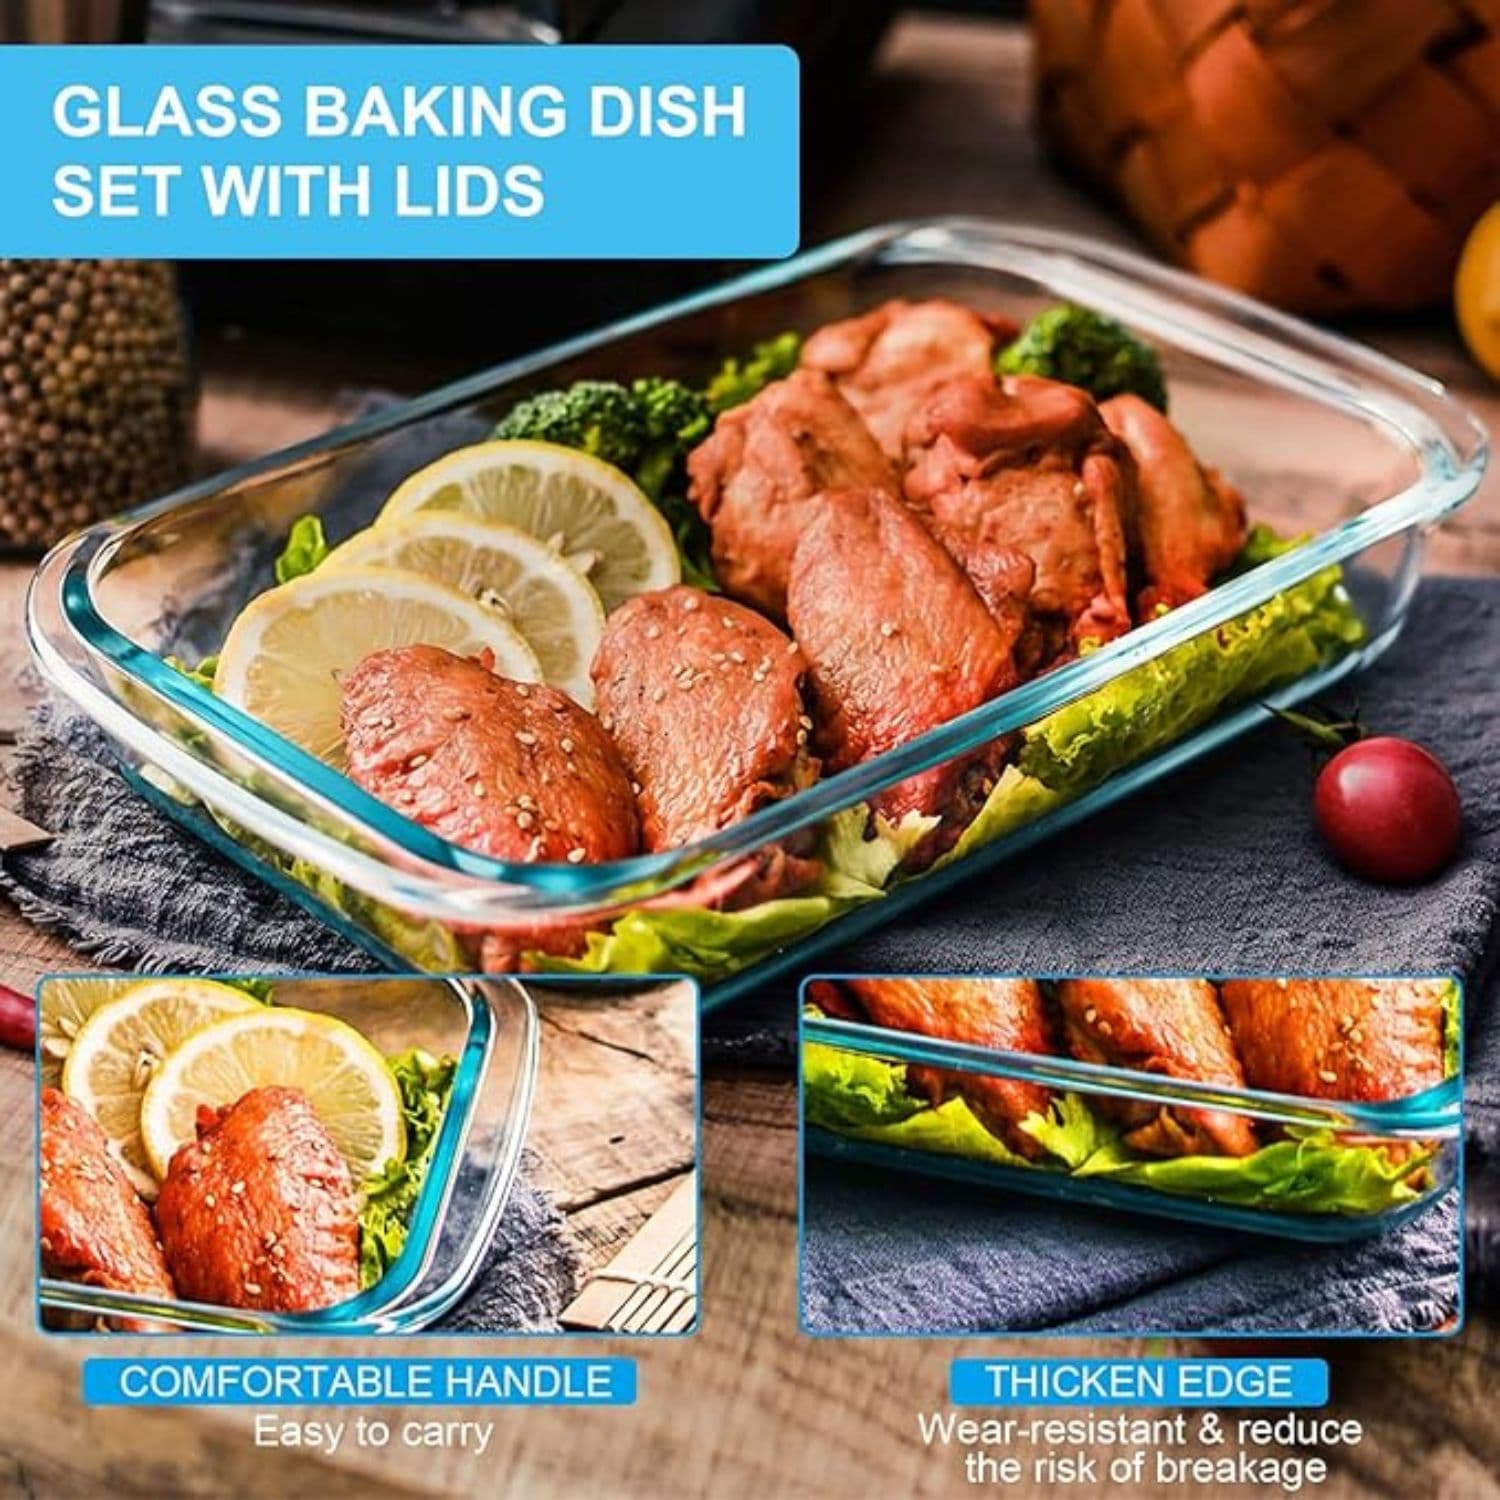 GLASS BAKING DISH
SET WITH LIDS
COMFORTABLE HANDLE
Easy to carry
THICKEN EDGE
Wear-resistant & reduce
the risk of breakage